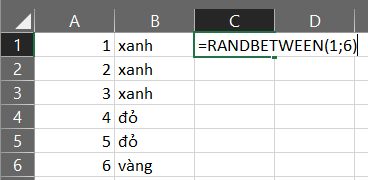 A B C D
1 1 xanh =RANDBETWEEN(1;6)
2 2 xanh
3 3 xanh
4 4 đỏ
5 5 đỏ
6 6 vàng